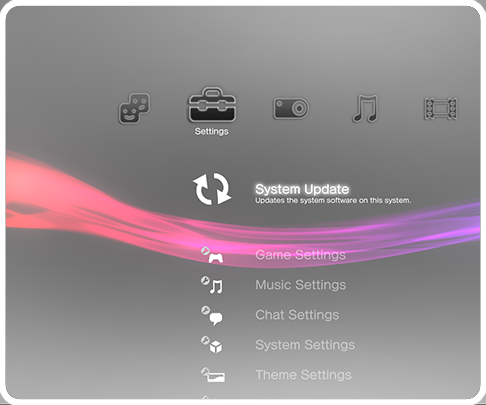 Settings
System Update
Updates the system software on this system.
Game Settings
Music Settings
Chat Settings
System Settings
Theme Settings